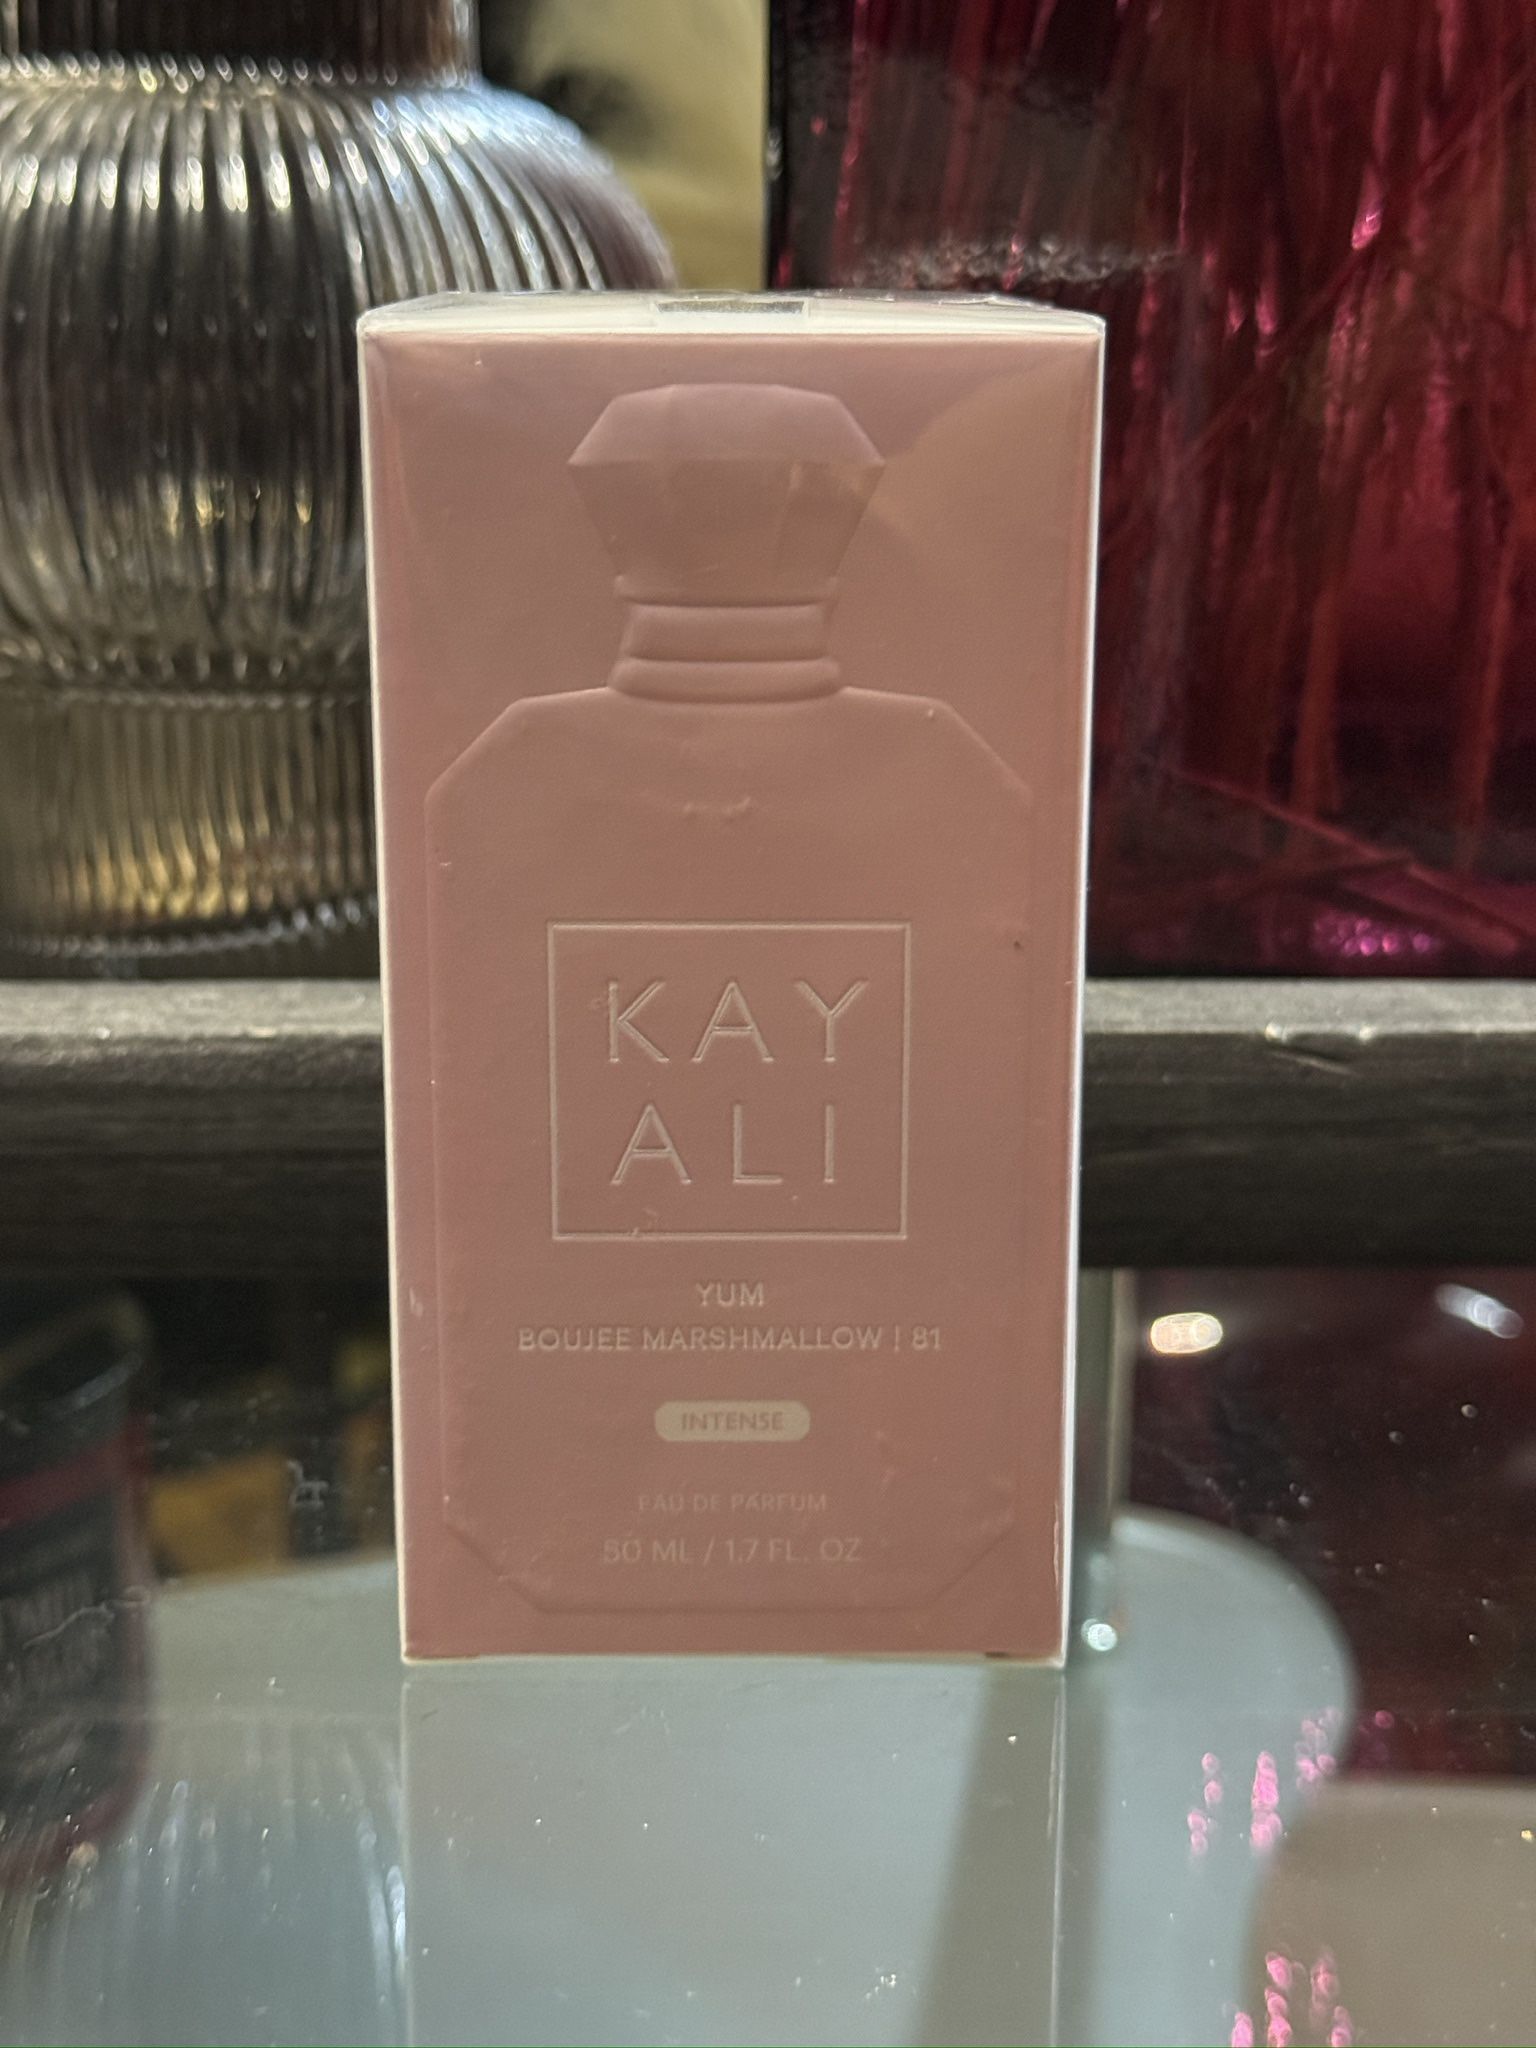 KAY
ALI
YUM
BOUJEE MARSHMALLOW | 81
INTENSE
EAU DE PARFUM
50 ML / 1.7 FL. OZ